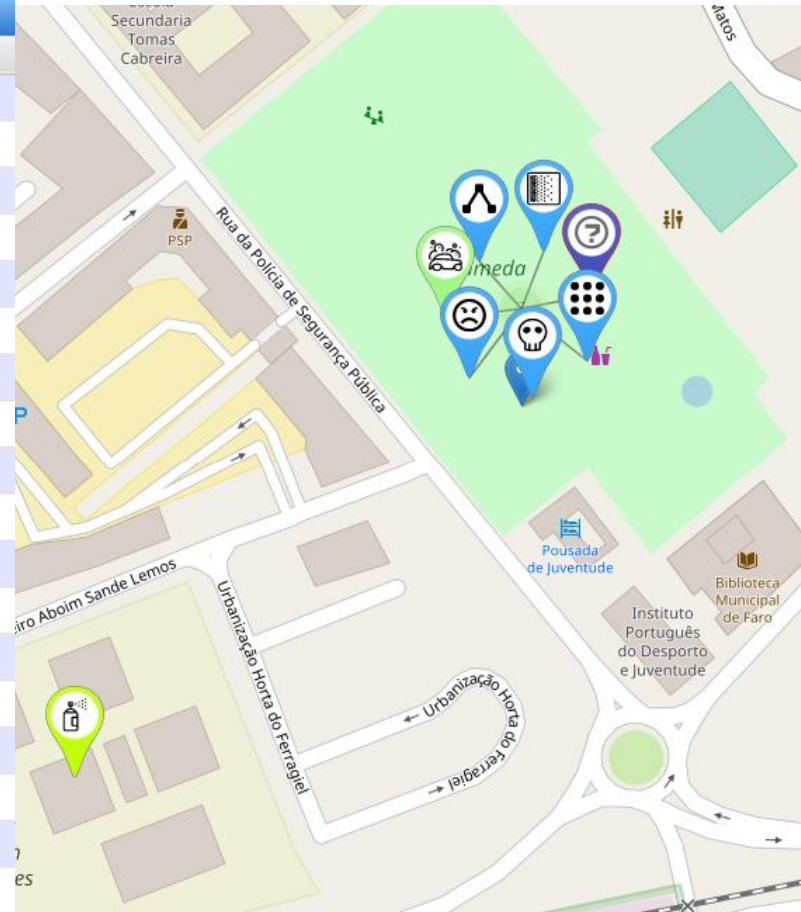 Secundaria
Tomas
Cabreira
Matos
PSP
Rua da Polícia de Segurança Pública
?
meda
P
Pousada
de Juventude
Biblioteca
Municipal
de Faro
Instituto
Português
do Desporto
e Juventude
iro Aboim Sande Lemos
Urbanização Horta do Ferragiel
Urbanização Horta
do Ferragiel
es